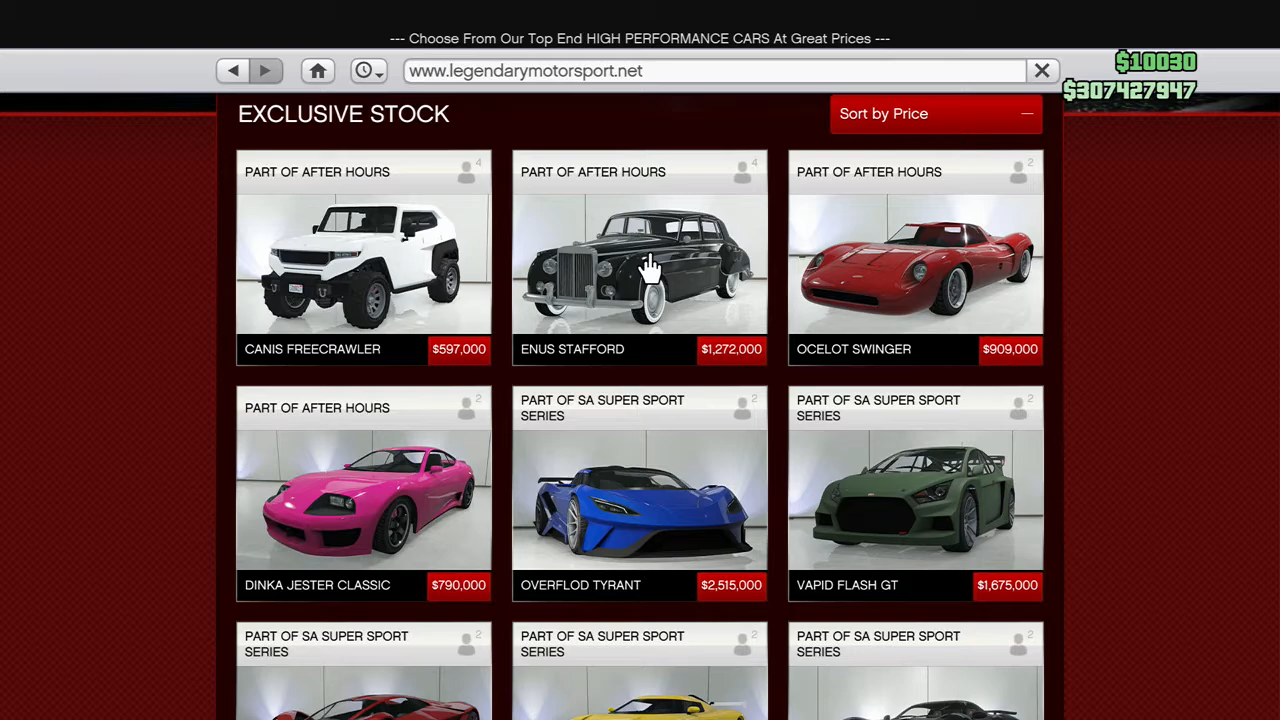 --- Choose From Our Top End HIGH PERFORMANCE CARS At Great Prices ---
www.legendarymotorsport.net
$10030
$307427947
EXCLUSIVE STOCK
Sort by Price
PART OF AFTER HOURS
4
PART OF AFTER HOURS
4
PART OF AFTER HOURS
2
CANIS FREECRAWLER
$597,000
ENUS STAFFORD
$1,272,000
OCELOT SWINGER
$909,000
PART OF AFTER HOURS
2
PART OF SA SUPER SPORT
SERIES
2
PART OF SA SUPER SPORT
SERIES
2
DINKA JESTER CLASSIC
$790,000
OVERFLOD TYRANT
$2,515,000
VAPID FLASH GT
$1,675,000
PART OF SA SUPER SPORT
SERIES
2
PART OF SA SUPER SPORT
SERIES
2
PART OF SA SUPER SPORT
SERIES
2